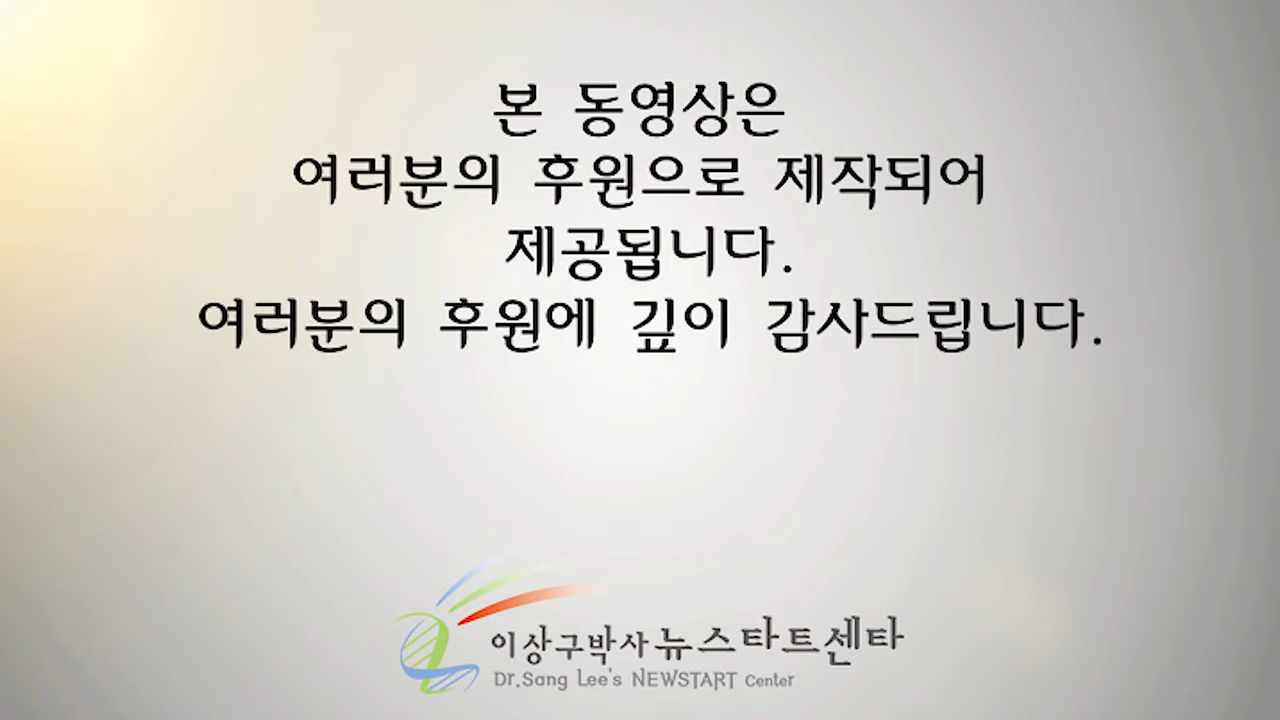 본 동영상은
여러분의 후원으로 제작되어
제공됩니다.
여러분의 후원에 깊이 감사드립니다.
이상구박사 뉴스타트센타
Dr.Sang Lee's NEWSTART Center